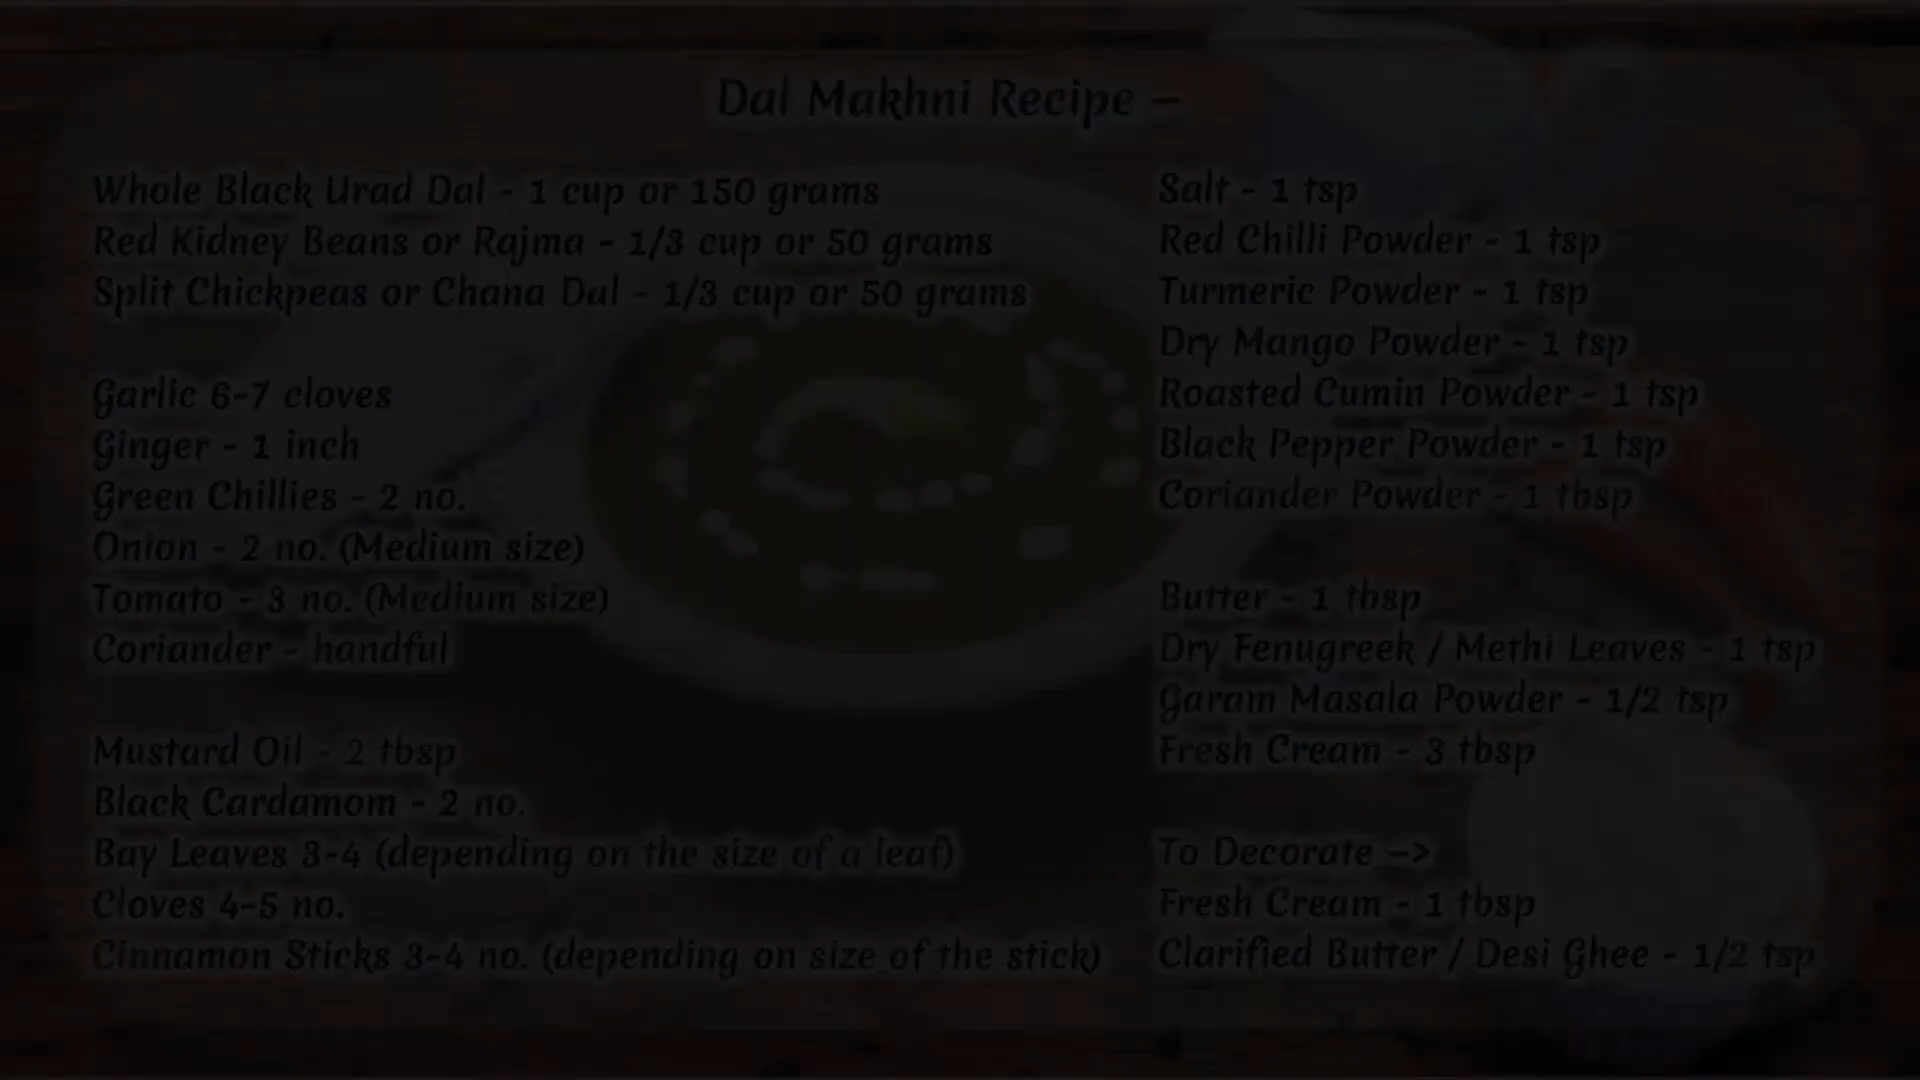 Dal Makhni Recipe –
Whole Black Urad Dal - 1 cup or 150 grams
Red Kidney Beans or Rajma - 1/3 cup or 50 grams
Split Chickpeas or Chana Dal - 1/3 cup or 50 grams
Garlic 6-7 cloves
Ginger - 1 inch
Green Chillies - 2 no.
Onion - 2 no. (Medium size)
Tomato - 3 no. (Medium size)
Coriander - handful
Mustard Oil - 2 tbsp
Black Cardamom - 2 no.
Bay Leaves 3-4 (depending on the size of a leaf)
Cloves 4-5 no.
Cinnamon Sticks 3-4 no. (depending on size of the stick)
Salt - 1 tsp
Red Chilli Powder - 1 tsp
Turmeric Powder - 1 tsp
Dry Mango Powder - 1 tsp
Roasted Cumin Powder - 1 tsp
Black Pepper Powder - 1 tsp
Coriander Powder - 1 tbsp
Butter - 1 tbsp
Dry Fenugreek / Methi Leaves - 1 tsp
Garam Masala Powder - 1/2 tsp
Fresh Cream - 3 tbsp
To Decorate –>
Fresh Cream - 1 tbsp
Clarified Butter / Desi Ghee - 1/2 tsp